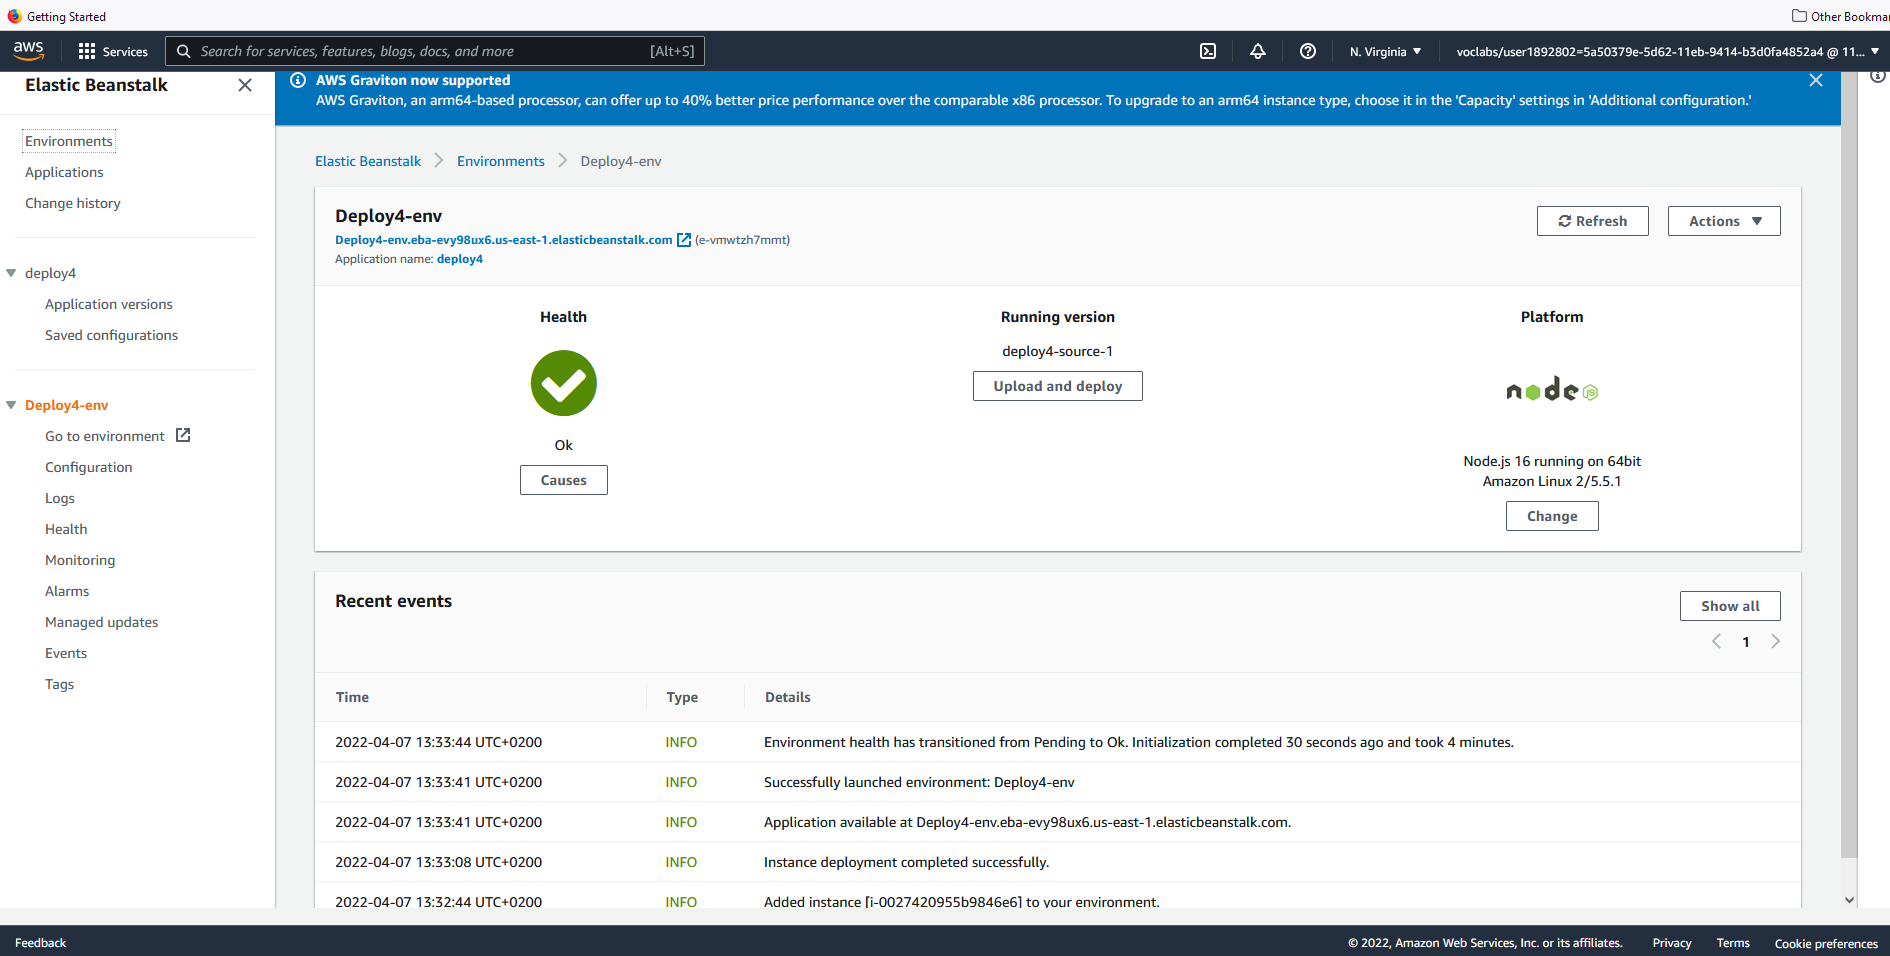 Getting Started
Other Bookmar
aws
Services
Search for services, features, blogs, docs, and more
[Alt+S]
N. Virginia
voclabs/user1892802=5a50379e-5d62-11eb-9414-b3d0fa4852a4 @ 11...
Elastic Beanstalk
Environments
Applications
Change history
deploy4
Application versions
Saved configurations
Deploy4-env
Go to environment
Configuration
Logs
Health
Monitoring
Alarms
Managed updates
Events
Tags
AWS Graviton now supported
AWS Graviton, an arm64-based processor, can offer up to 40% better price performance over the comparable x86 processor. To upgrade to an arm64 instance type, choose it in the 'Capacity' settings in 'Additional configuration.'
Elastic Beanstalk > Environments > Deploy4-env
Deploy4-env
Deploy4-env.eba-evy98ux6.us-east-1.elasticbeanstalk.com (e-vmwtzh7mmt)
Application name: deploy4
Refresh
Actions
Health
Ok
Causes
Running version
deploy4-source-1
Upload and deploy
Platform
node JS
Node.js 16 running on 64bit
Amazon Linux 2/5.5.1
Change
Recent events
Show all
1
Time Type Details
2022-04-07 13:33:44 UTC+0200 INFO Environment health has transitioned from Pending to Ok. Initialization completed 30 seconds ago and took 4 minutes.
2022-04-07 13:33:41 UTC+0200 INFO Successfully launched environment: Deploy4-env
2022-04-07 13:33:41 UTC+0200 INFO Application available at Deploy4-env.eba-evy98ux6.us-east-1.elasticbeanstalk.com.
2022-04-07 13:33:08 UTC+0200 INFO Instance deployment completed successfully.
2022-04-07 13:32:44 UTC+0200 INFO Added instance [i-0027420955b9846e6] to your environment.
Feedback
© 2022, Amazon Web Services, Inc. or its affiliates.
Privacy
Terms
Cookie preferences